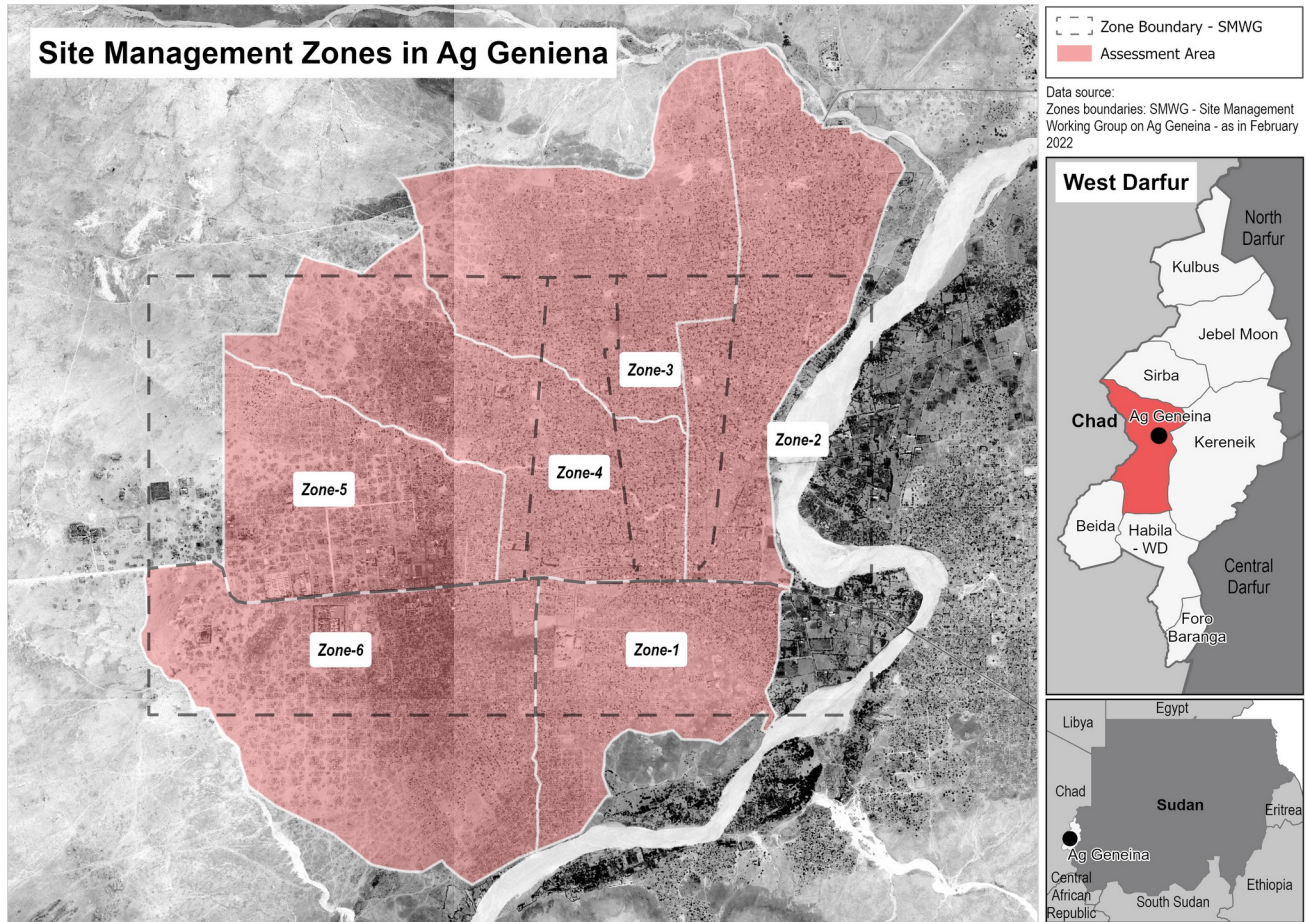 Site Management Zones in Ag Geniena
Zone-3
Zone-2
Zone-4
Zone-5
Zone-6
Zone-1
Zone Boundary - SMWG
Assessment Area
Data source:
Zones boundaries: SMWG - Site Management
Working Group on Ag Geneina - as in February
2022
West Darfur
North
Darfur
Kulbus
Jebel Moon
Sirba
Chad
Ag Geneina
Kereneik
Beida
Habila
- WD
Central
Darfur
Foro
Baranga
Egypt
Libya
Chad
Sudan
Eritrea
Ag Geneina
Central
African
Republic
South Sudan
Ethiopia